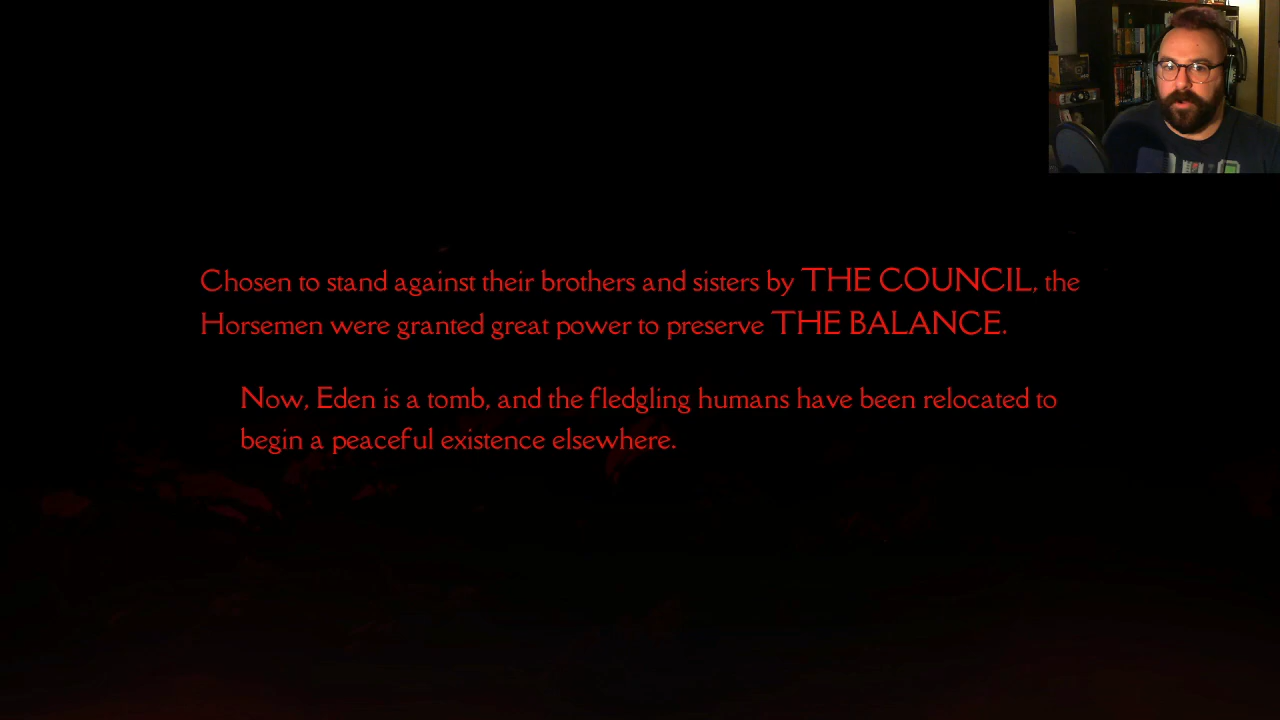 Chosen to stand against their brothers and sisters by THE COUNCIL, the
Horsemen were granted great power to preserve THE BALANCE.
Now, Eden is a tomb, and the fledgling humans have been relocated to
begin a peaceful existence elsewhere.